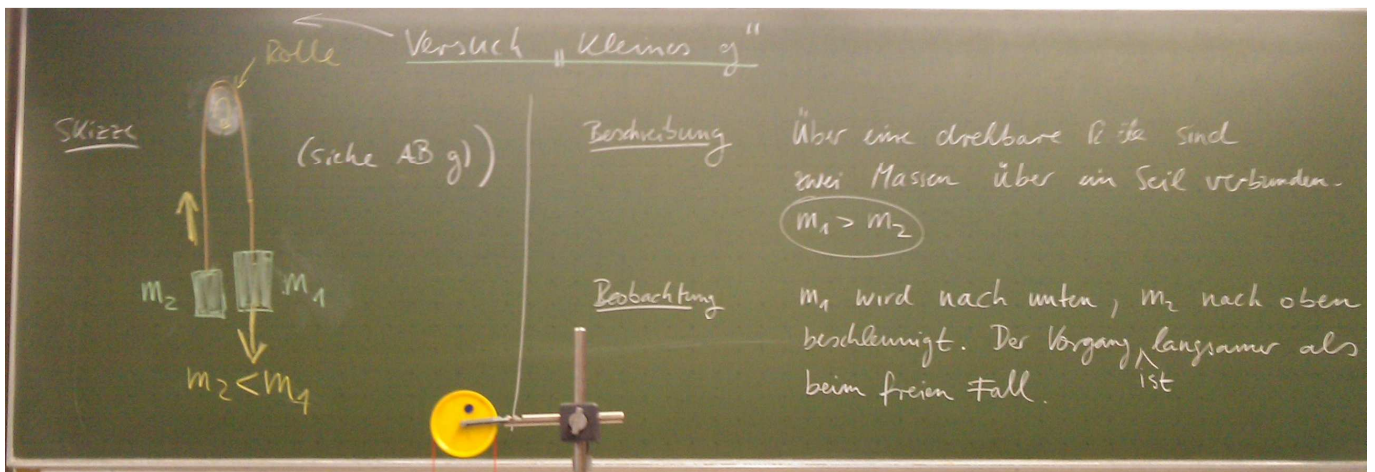 Versuch „Kleines g“
Rolle
Skizze
(siehe AB g))
m₂
m₁
m₂ < m₁
Beschreibung
Über eine drehbare Rolle sind
zwei Massen über ein Seil verbunden.
m₁ > m₂
Beobachtung
m₁ wird nach unten, m₂ nach oben
beschleunigt. Der Vorgang ist langsamer als
beim freien Fall.